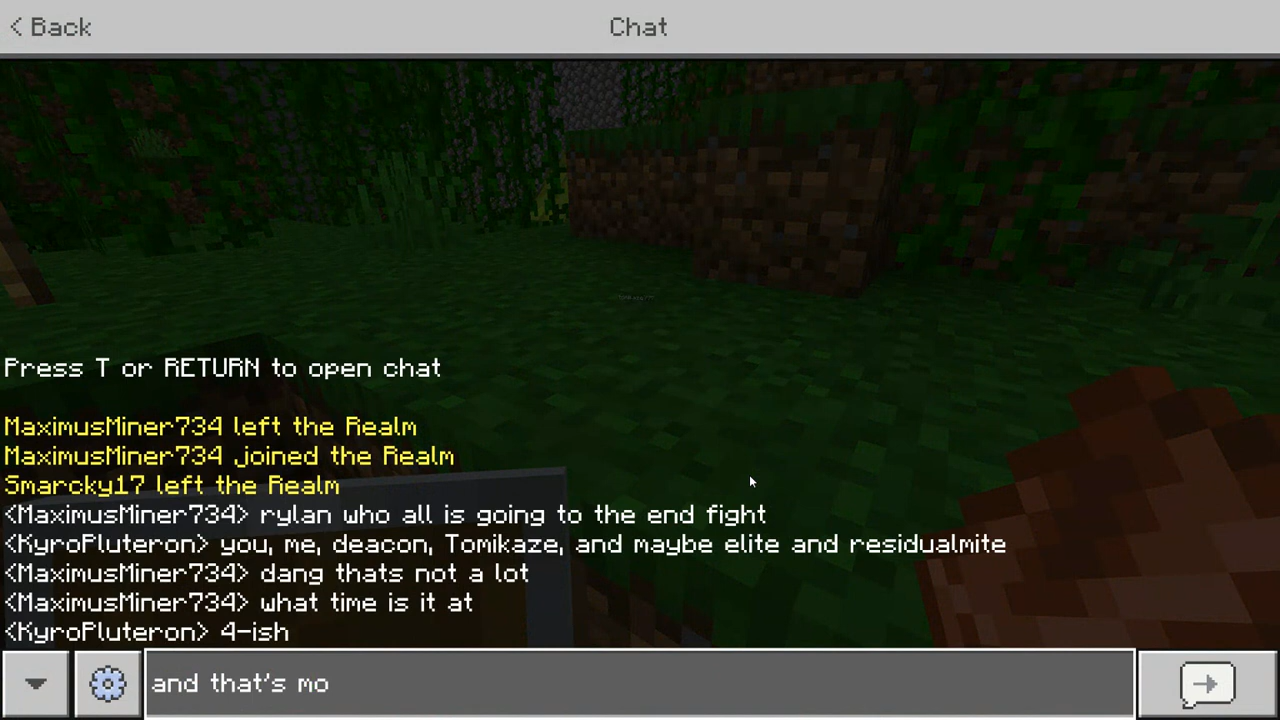 < Back
Chat
Press T or RETURN to open chat
MaximusMiner734 left the Realm
MaximusMiner734 joined the Realm
Smarcky17 left the Realm
<MaximusMiner734> rylan who all is going to the end fight
<KyroPluteron> you, me, deacon, Tomikaze, and maybe elite and residualmite
<MaximusMiner734> dang thats not a lot
<MaximusMiner734> what time is it at
<KyroPluteron> 4-ish
and that's mo